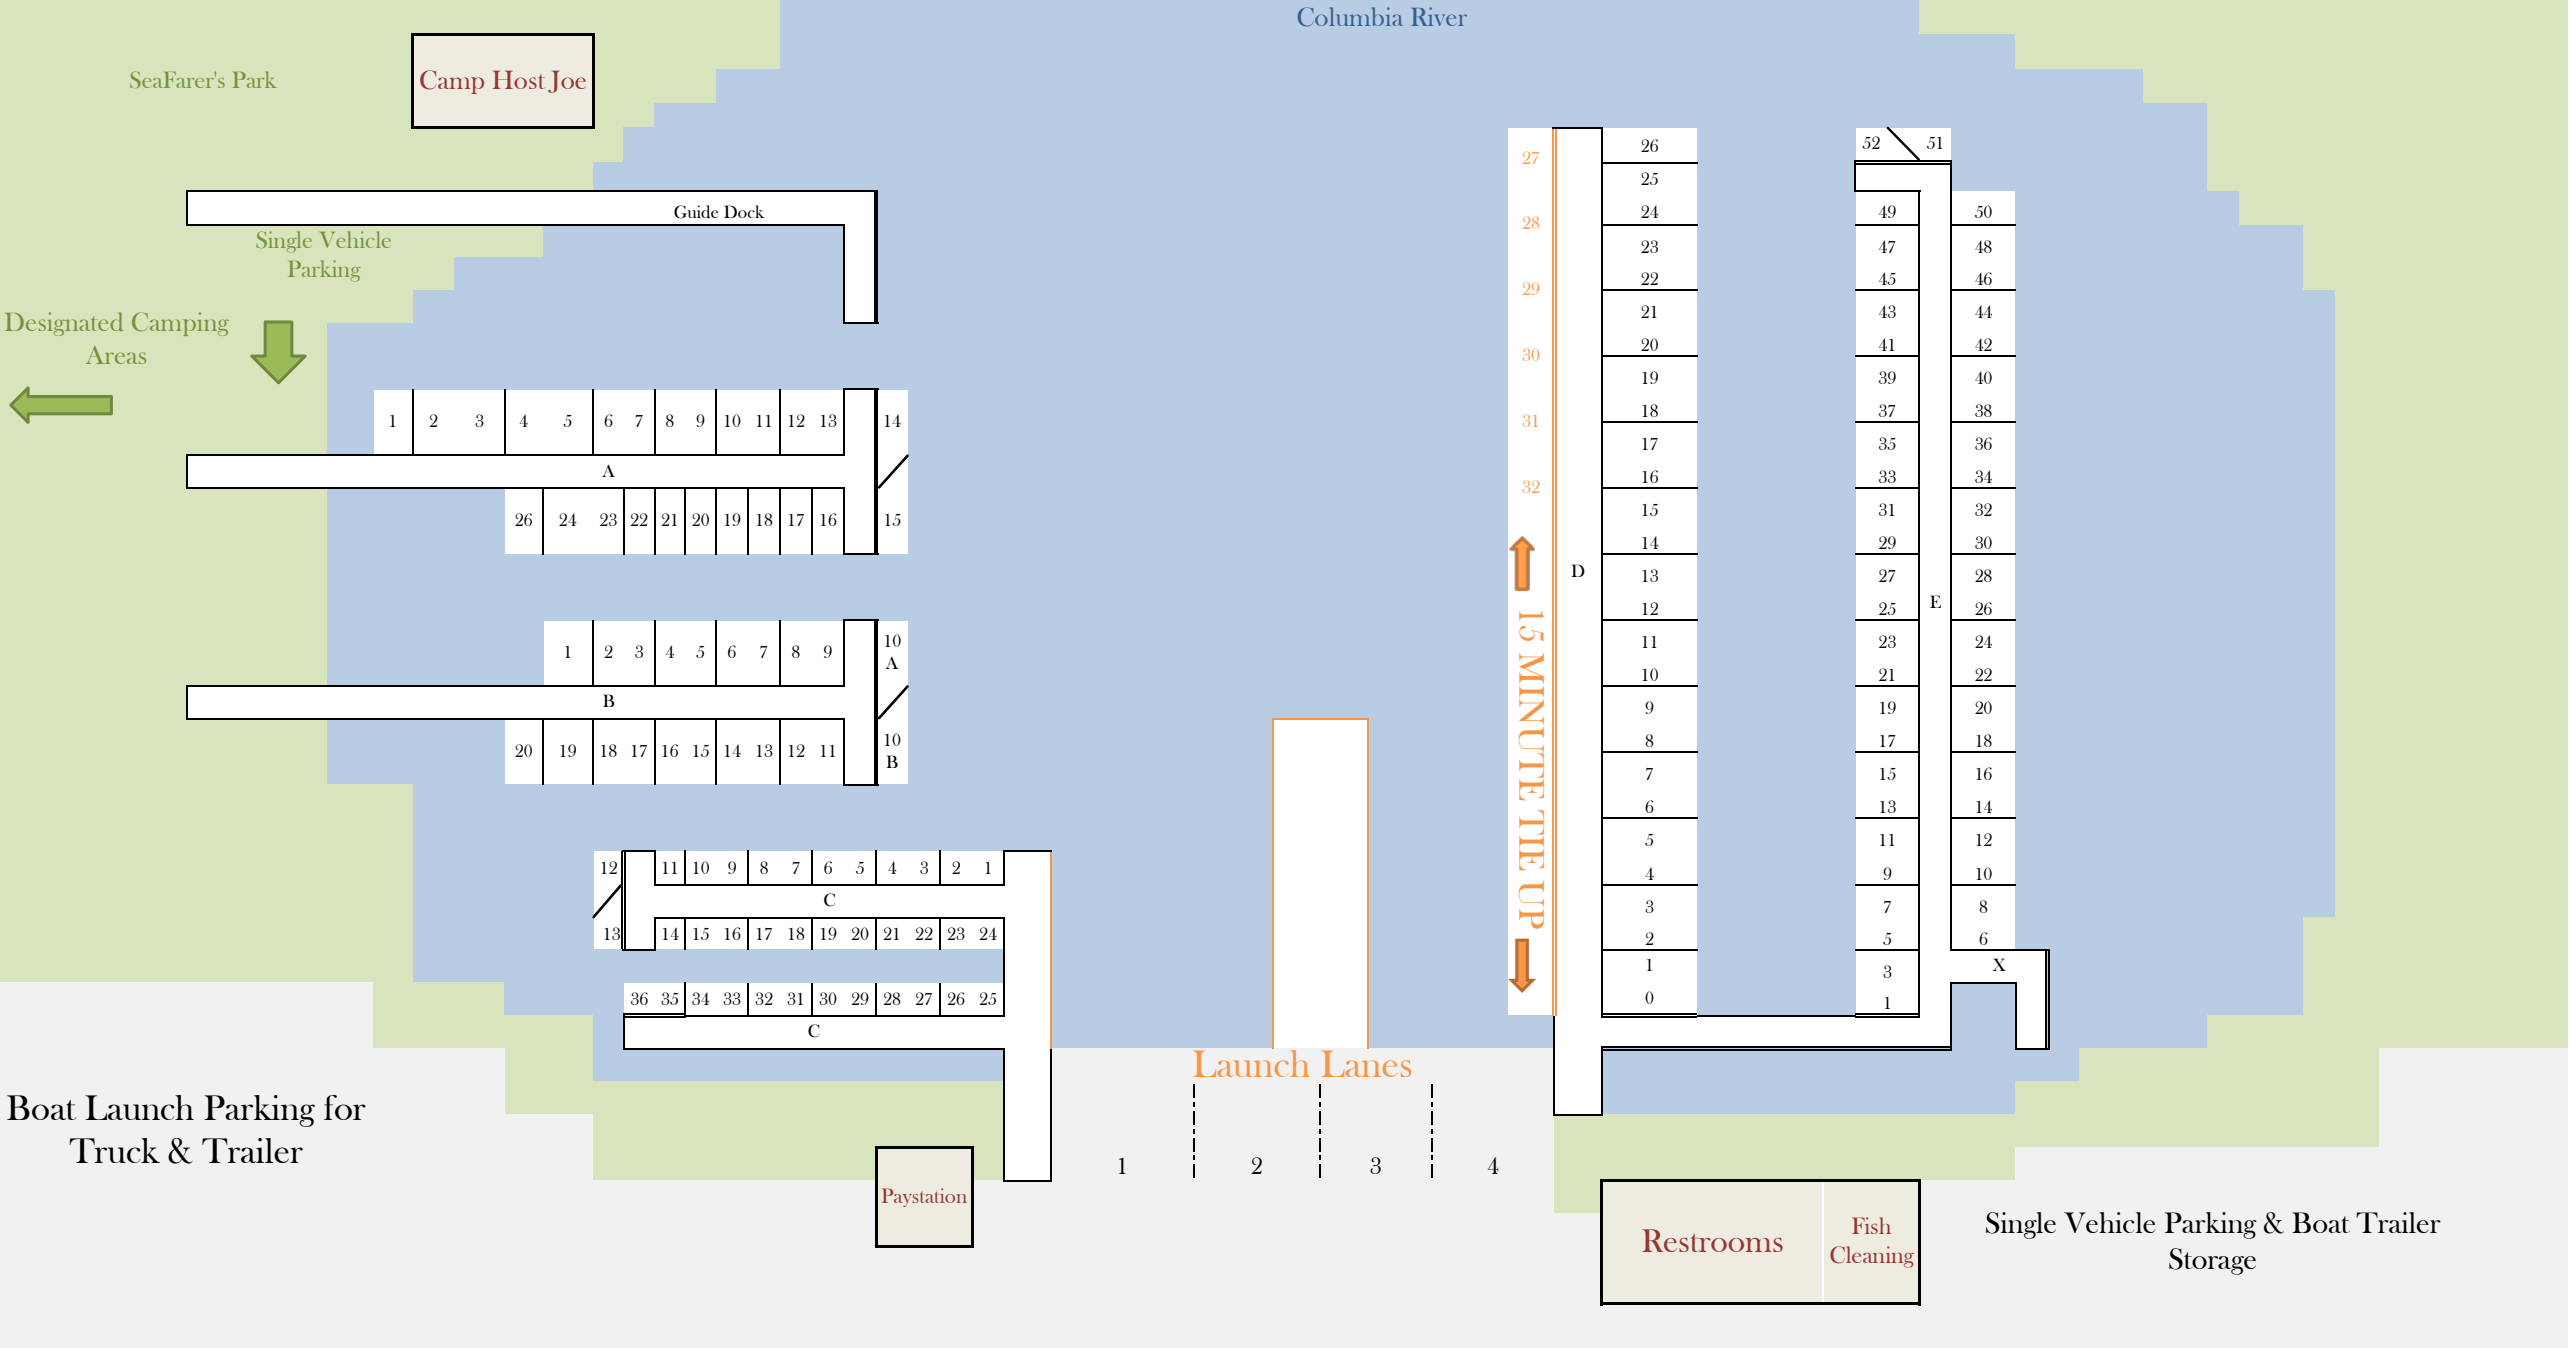 Columbia River
SeaFarer's Park
Camp Host Joe
Guide Dock
Single Vehicle
Parking
Designated Camping
Areas
1 2 3 4 5 6 7 8 9 10 11 12 13 14
A
26 24 23 22 21 20 19 18 17 16 15
1 2 3 4 5 6 7 8 9 10
A
B
20 19 18 17 16 15 14 13 12 11 10
B
12 11 10 9 8 7 6 5 4 3 2 1
C
13 14 15 16 17 18 19 20 21 22 23 24
36 35 34 33 32 31 30 29 28 27 26 25
C
27
28
29
30
31
32
15 MINUTE TIE UP
D
26
25
24
23
22
21
20
19
18
17
16
15
14
13
12
11
10
9
8
7
6
5
4
3
2
1
0
52 51
49 50
47 48
45 46
43 44
41 42
39 40
37 38
35 36
33 34
31 32
29 30
27 28
E
25 26
23 24
21 22
19 20
17 18
15 16
13 14
11 12
9 10
7 8
5 6
3
X
1
Launch Lanes
1 2 3 4
Boat Launch Parking for
Truck & Trailer
Paystation
Restrooms
Fish
Cleaning
Single Vehicle Parking & Boat Trailer
Storage